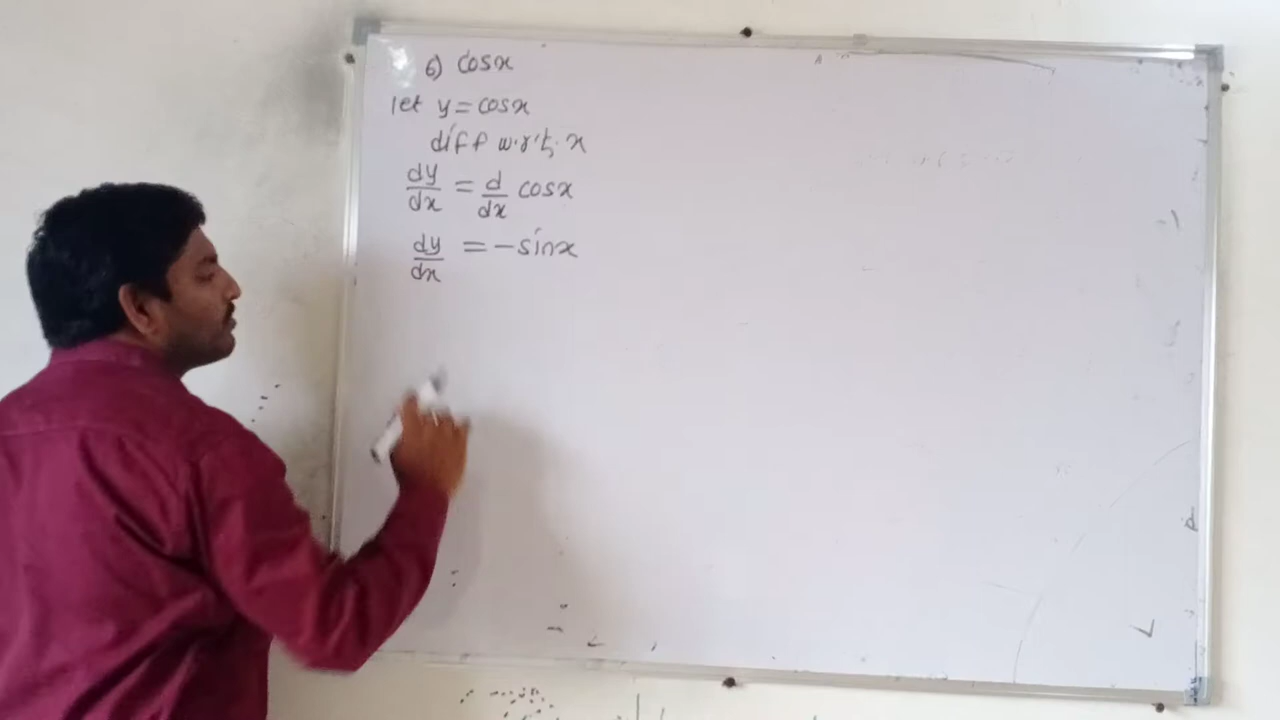 6) cosx
let y = cosx
diff w.r.t. x
dy/dx = d/dx cosx
dy/dx = -sinx